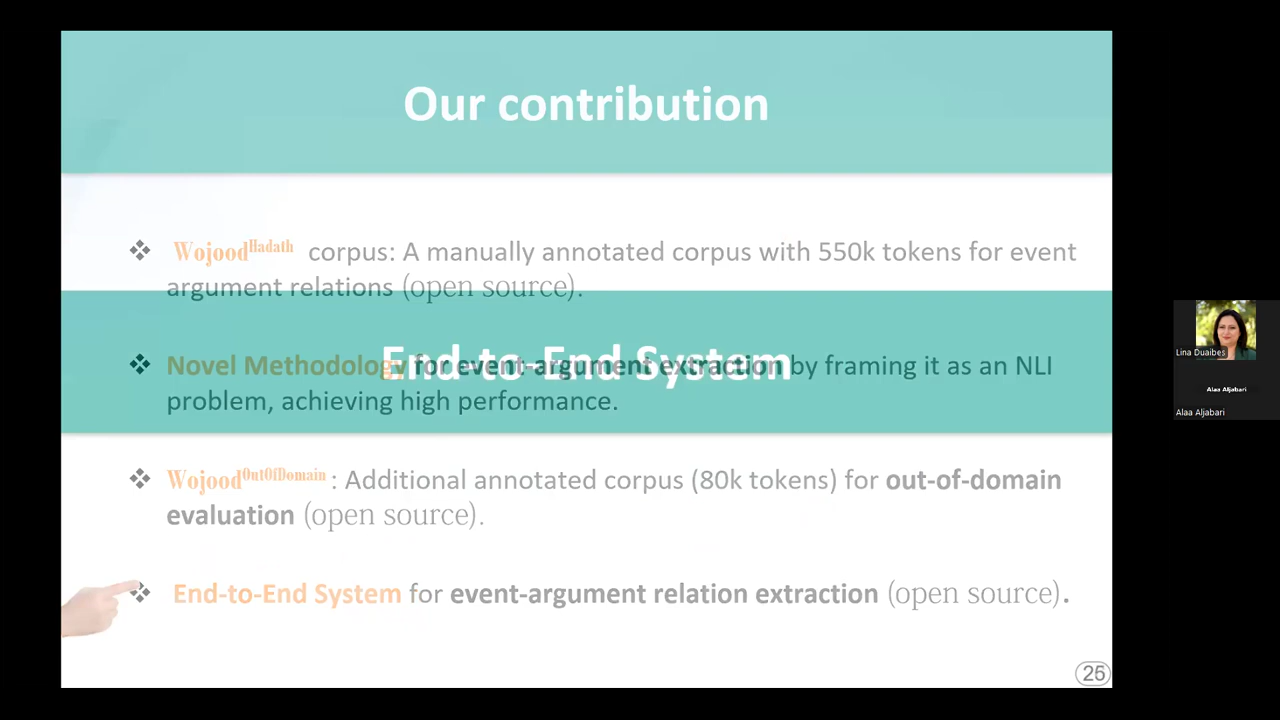 Our contribution
❖ Wojood^Hadath corpus: A manually annotated corpus with 550k tokens for event
argument relations (open source).
End-to-End System
❖ Novel Methodology for event-argument extraction by framing it as an NLI
problem, achieving high performance.
❖ Wojood^OutOfDomain : Additional annotated corpus (80k tokens) for out-of-domain
evaluation (open source).
❖ End-to-End System for event-argument relation extraction (open source).
Lina Duaibes
Alaa Aljabari
Alaa Aljabari